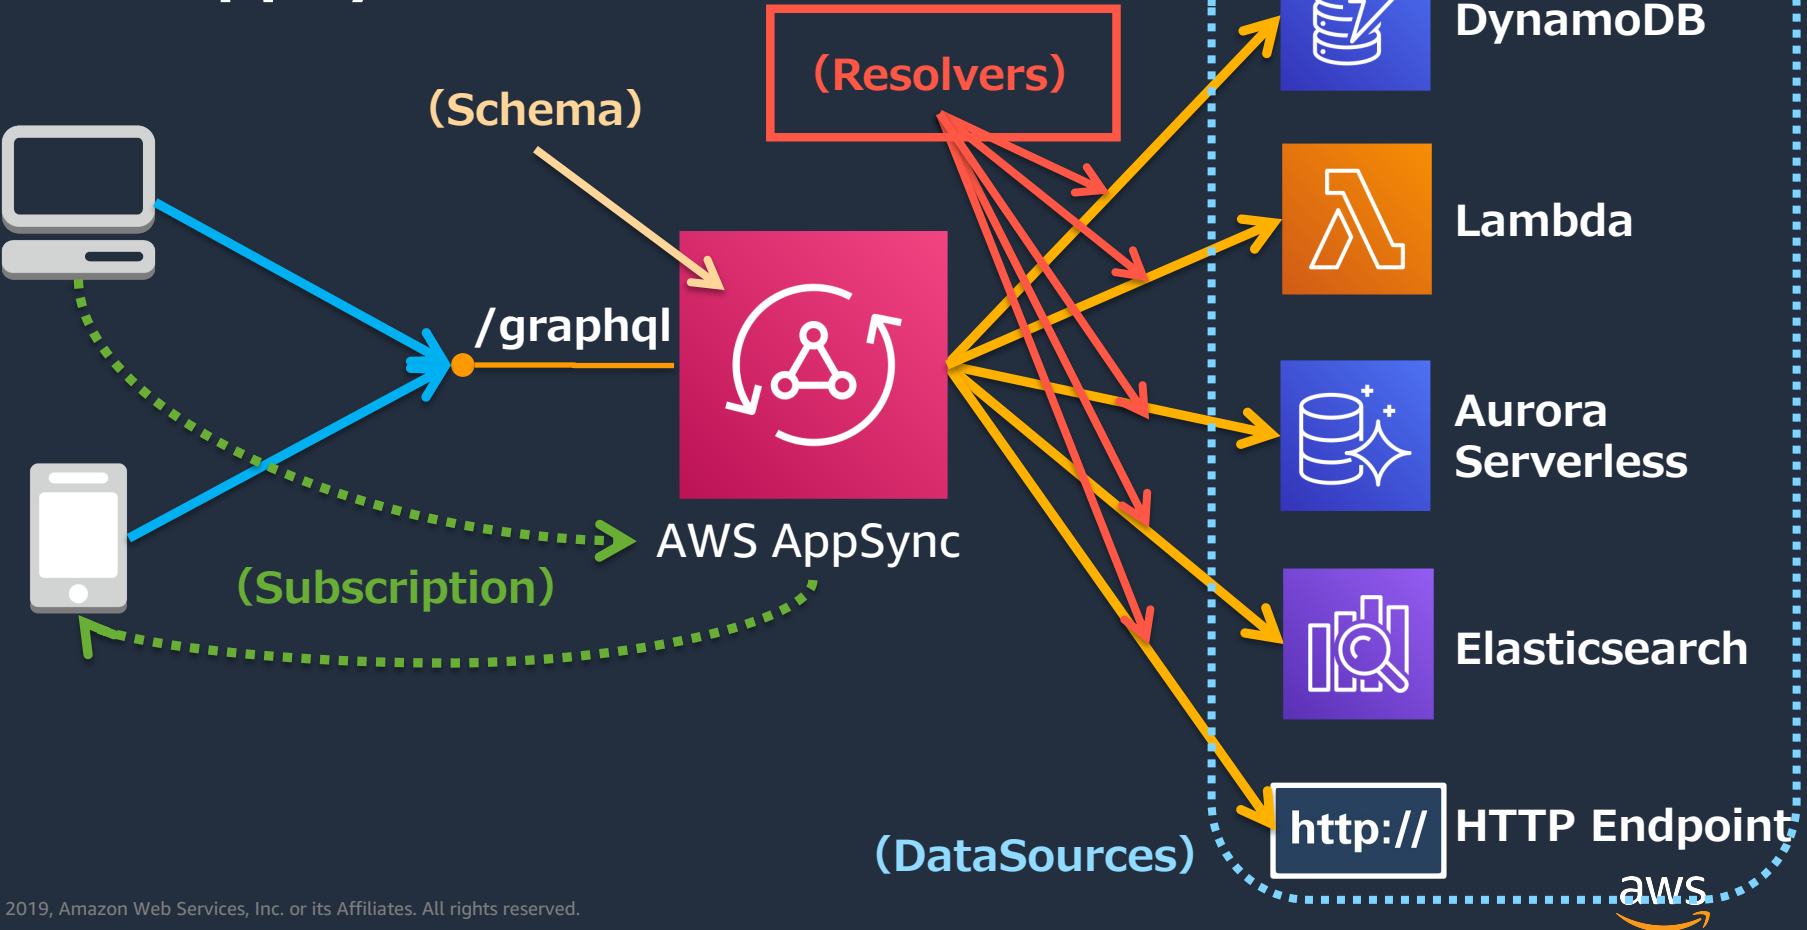 DynamoDB
(Resolvers)
(Schema)
Lambda
/graphql
Aurora
Serverless
AWS AppSync
(Subscription)
Elasticsearch
http://
HTTP Endpoint
(DataSources)
aws
2019, Amazon Web Services, Inc. or its Affiliates. All rights reserved.